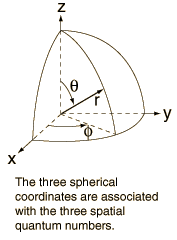 z
θ
r
y
ϕ
x
The three spherical
coordinates are associated
with the three spatial
quantum numbers.